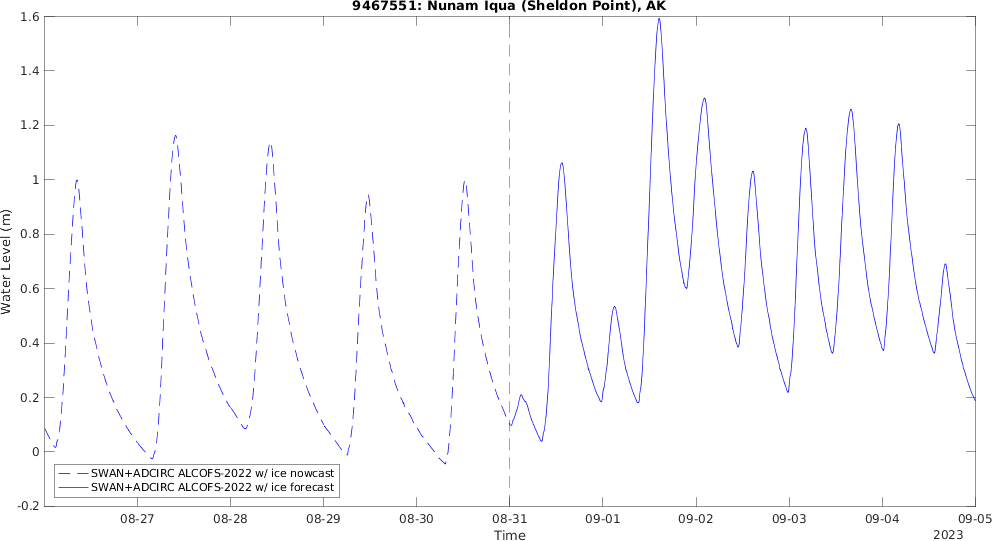 9467551: Nunam Iqua (Sheldon Point), AK
Water Level (m)
1.6
1.4
1.2
1
0.8
0.6
0.4
0.2
0
-0.2
SWAN+ADCIRC ALCOFS-2022 w/ ice nowcast
SWAN+ADCIRC ALCOFS-2022 w/ ice forecast
08-27 08-28 08-29 08-30 08-31 09-01 09-02 09-03 09-04 09-05
Time
2023